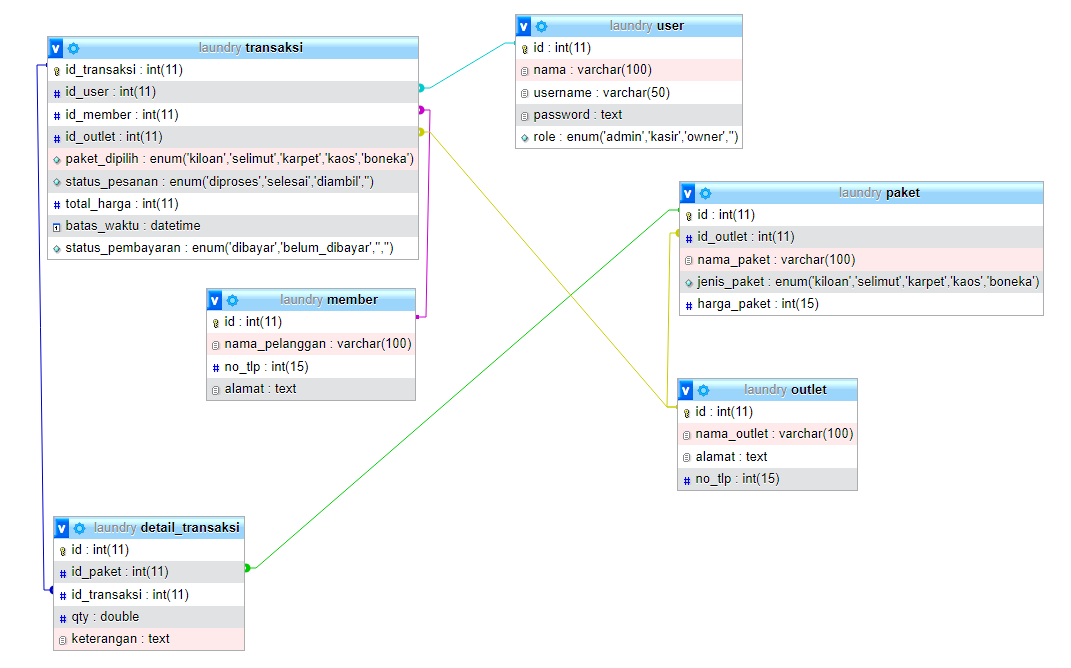 v laundry transaksi
id_transaksi : int(11)
# id_user : int(11)
# id_member : int(11)
# id_outlet : int(11)
paket_dipilih : enum('kiloan','selimut','karpet','kaos','boneka')
status_pesanan : enum('diproses','selesai','diambil','')
# total_harga : int(11)
batas_waktu : datetime
status_pembayaran : enum('dibayar','belum_dibayar','','')
v laundry user
id : int(11)
nama : varchar(100)
username : varchar(50)
password : text
role : enum('admin','kasir','owner','')
v laundry paket
id : int(11)
# id_outlet : int(11)
nama_paket : varchar(100)
jenis_paket : enum('kiloan','selimut','karpet','kaos','boneka')
# harga_paket : int(15)
v laundry member
id : int(11)
nama_pelanggan : varchar(100)
# no_tlp : int(15)
alamat : text
v laundry outlet
id : int(11)
nama_outlet : varchar(100)
alamat : text
# no_tlp : int(15)
v laundry detail_transaksi
id : int(11)
# id_paket : int(11)
# id_transaksi : int(11)
# qty : double
keterangan : text